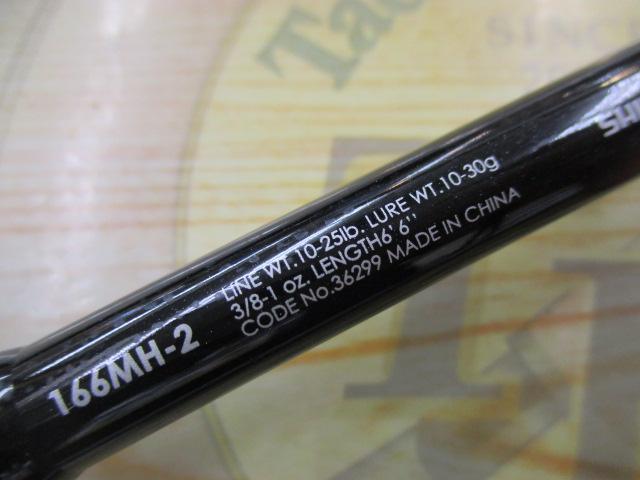 166MH-2
LINE WT.10-25lb. LURE WT.10-30g
3/8-1 oz. LENGTH6'6"
CODE No.36299 MADE IN CHINA